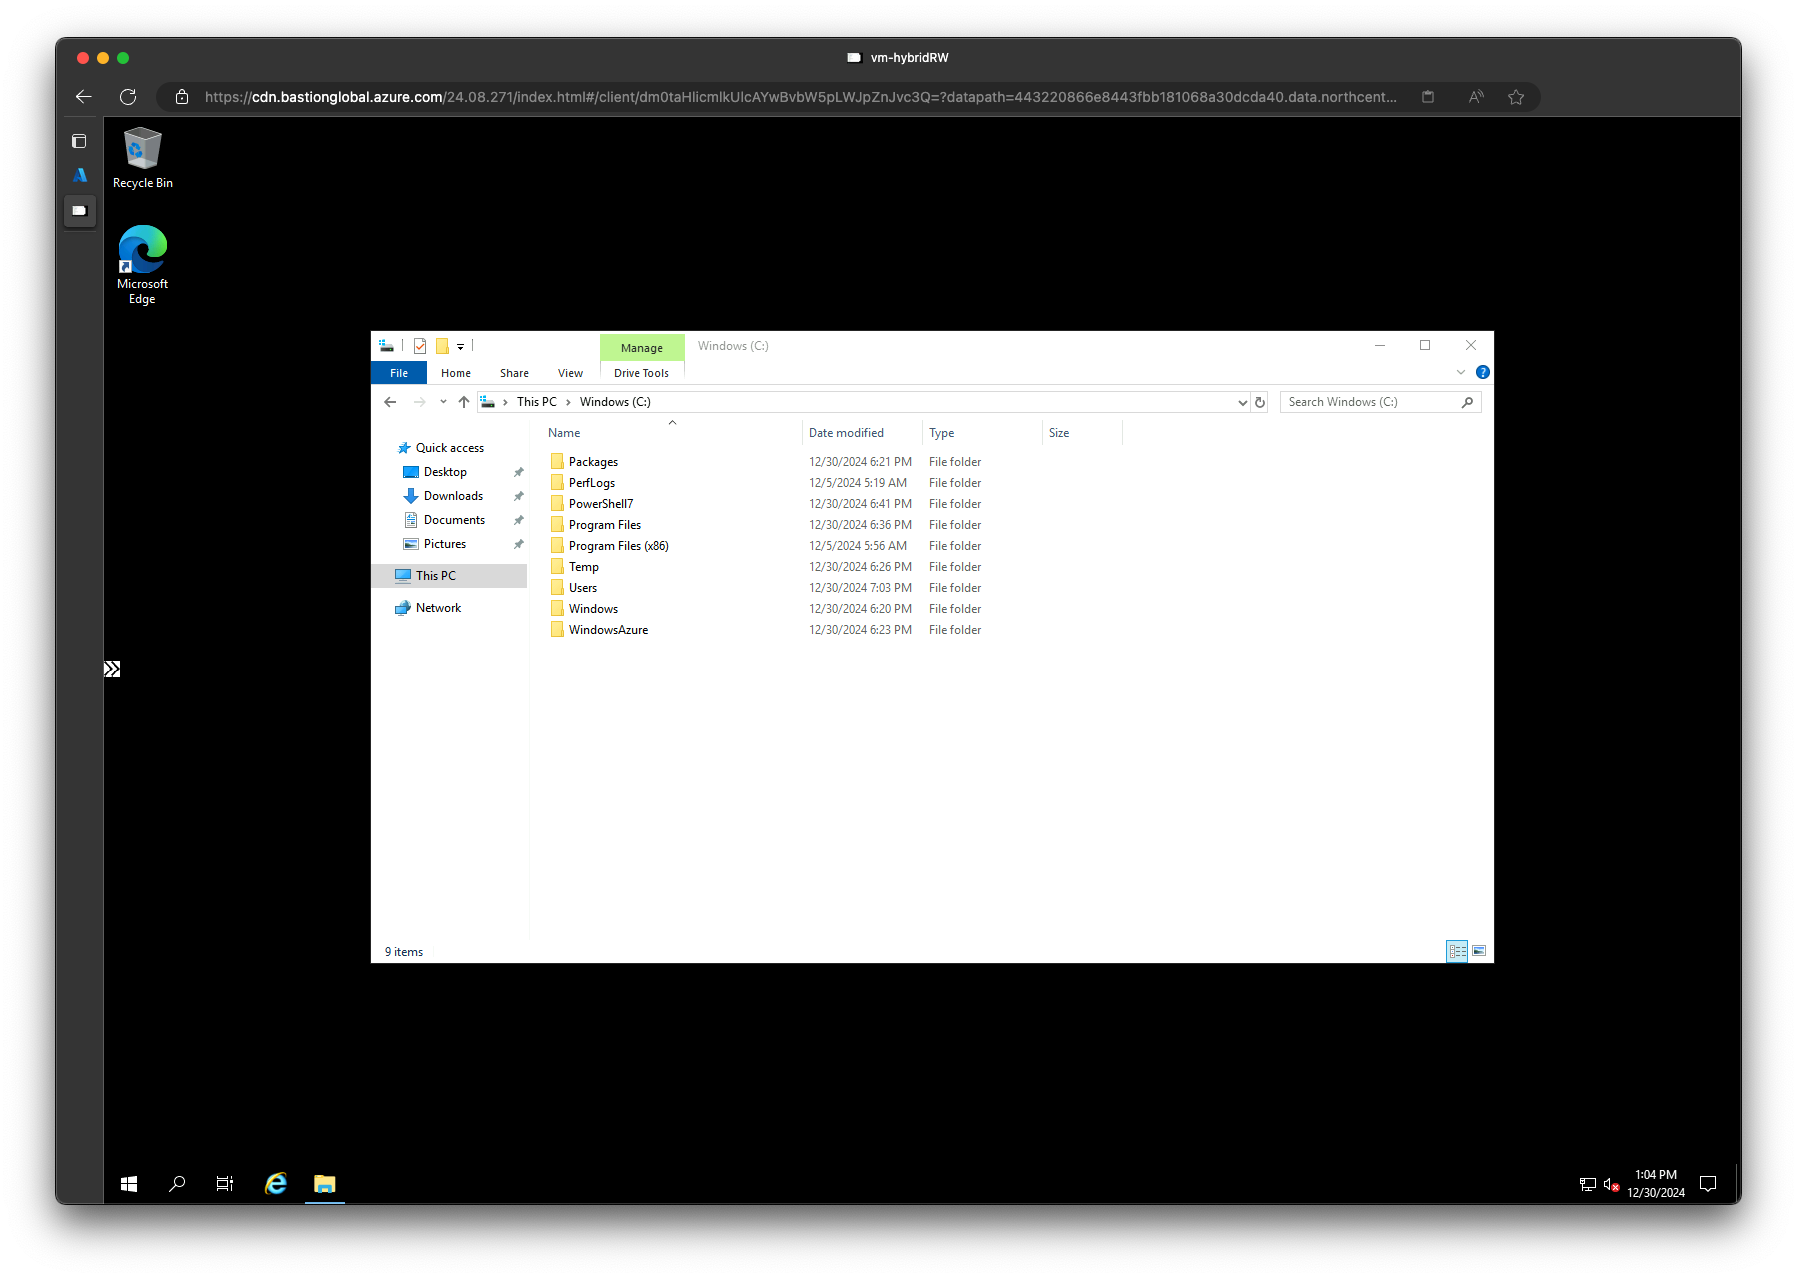 vm-hybridRW
https://cdn.bastionglobal.azure.com/24.08.271/index.html#/client/dm0taHlicmlkUlcAYwBvbW5pLWJpZnJvc3Q=?datapath=443220866e8443fbb181068a30dcda40.data.northcent...
Recycle Bin
Microsoft
Edge
Manage
Windows (C:)
File
Home
Share
View
Drive Tools
This PC
Windows (C:)
Search Windows (C:)
Name
Date modified
Type
Size
Quick access
Desktop
Downloads
Documents
Pictures
This PC
Network
Packages 12/30/2024 6:21 PM File folder
PerfLogs 12/5/2024 5:19 AM File folder
PowerShell7 12/30/2024 6:41 PM File folder
Program Files 12/30/2024 6:36 PM File folder
Program Files (x86) 12/5/2024 5:56 AM File folder
Temp 12/30/2024 6:26 PM File folder
Users 12/30/2024 7:03 PM File folder
Windows 12/30/2024 6:20 PM File folder
WindowsAzure 12/30/2024 6:23 PM File folder
9 items
1:04 PM
12/30/2024